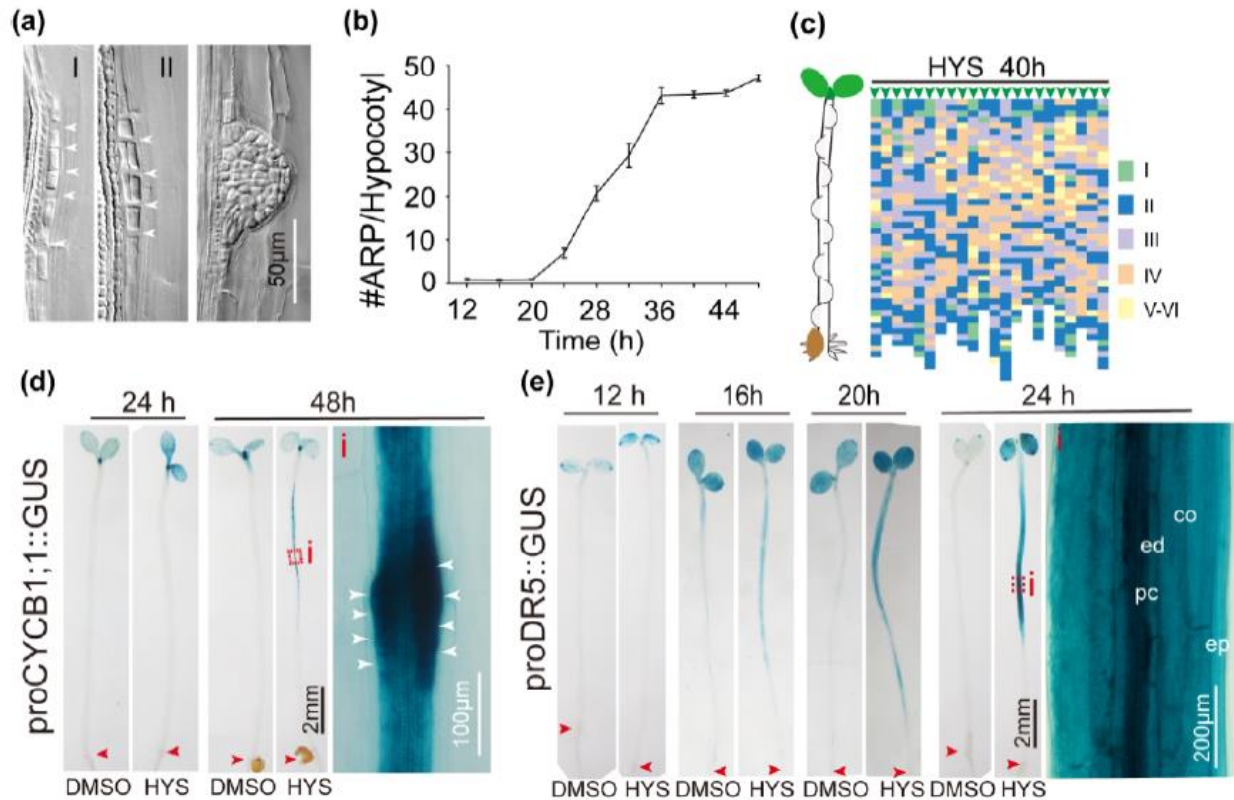 (a)
I
II
50μm
(b)
#ARP/Hypocotyl
50
40
30
20
10
0
12 20 28 36 44
Time (h)
(c)
HYS 40h
I
II
III
IV
V-VI
(d)
24 h
48h
proCYCB1;1::GUS
i
i
2mm
100μm
DMSO HYS DMSO HYS
(e)
12 h 16h 20h 24 h
proDR5::GUS
i
i
co
ed
pc
ep
2mm
200μm
DMSO HYS DMSO HYS DMSO HYS DMSO HYS